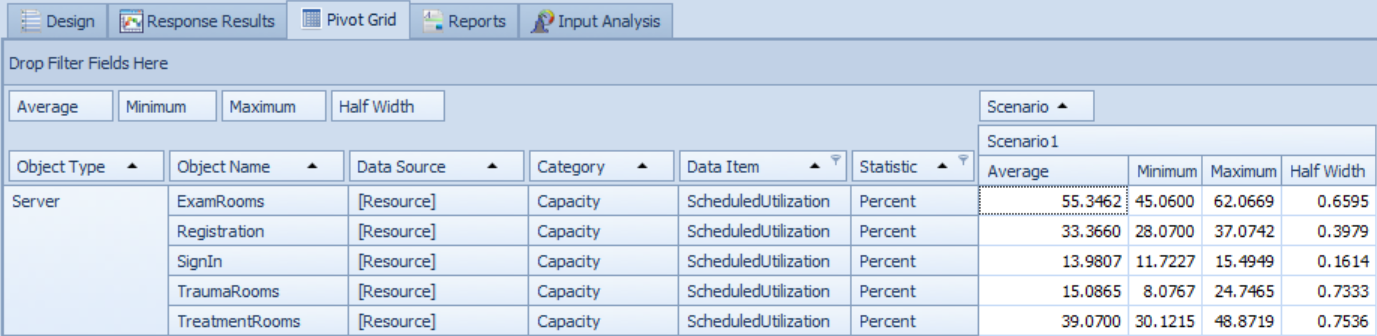 Design Response Results Pivot Grid Reports Input Analysis
Drop Filter Fields Here
Average Minimum Maximum Half Width Scenario
Scenario1
Object Type Object Name Data Source Category Data Item Statistic Average Minimum Maximum Half Width
Server ExamRooms [Resource] Capacity ScheduledUtilization Percent 55.3462 45.0600 62.0669 0.6595
Registration [Resource] Capacity ScheduledUtilization Percent 33.3660 28.0700 37.0742 0.3979
SignIn [Resource] Capacity ScheduledUtilization Percent 13.9807 11.7227 15.4949 0.1614
TraumaRooms [Resource] Capacity ScheduledUtilization Percent 15.0865 8.0767 24.7465 0.7333
TreatmentRooms [Resource] Capacity ScheduledUtilization Percent 39.0700 30.1215 48.8719 0.7536